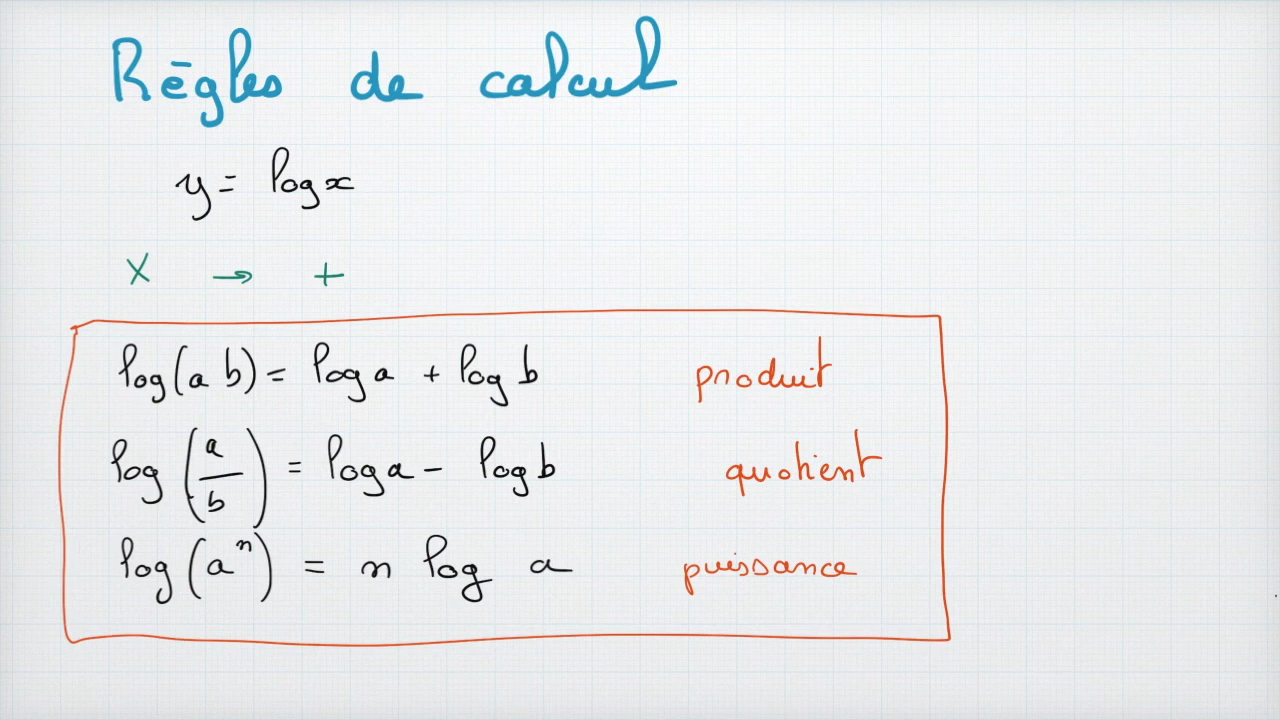 Règles de calcul
y = log x
X → +
log(a b) = log a + log b produit
log(a/b) = log a - log b quotient
log(aⁿ) = n log a puissance